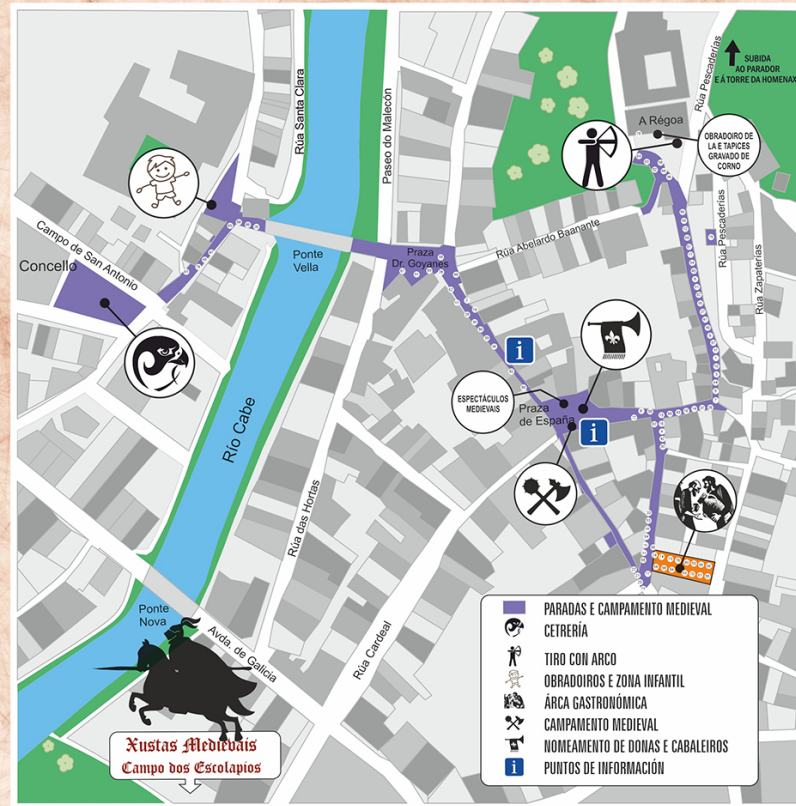 Rúa Santa Clara
Paseo do Malecón
Rúa Pescaderías
SUBIDA
AO PARADOR
E Á TORRE DA HOMENAX
A Régoa
OBRADOIRO DE
LA E TAPICES
GRAVADO DE
CORNO
Campo de San Antonio
Concello
Ponte
Vella
Praza
Dr. Goyanes
Rúa Abelardo Baanante
Rúa Pescaderías
Rúa Zapaterías
Río Cabe
ESPECTÁCULOS
MEDIEVAIS
Praza
de España
Rúa das Hortas
Ponte
Nova
Avda. de Galicia
Rúa Cardeal
Xustas Medievais
Campo dos Escolapios
PARADAS E CAMPAMENTO MEDIEVAL
CETRERÍA
TIRO CON ARCO
OBRADOIROS E ZONA INFANTIL
ÁRCA GASTRONÓMICA
CAMPAMENTO MEDIEVAL
NOMEAMENTO DE DONAS E CABALEIROS
i PUNTOS DE INFORMACIÓN
i
i